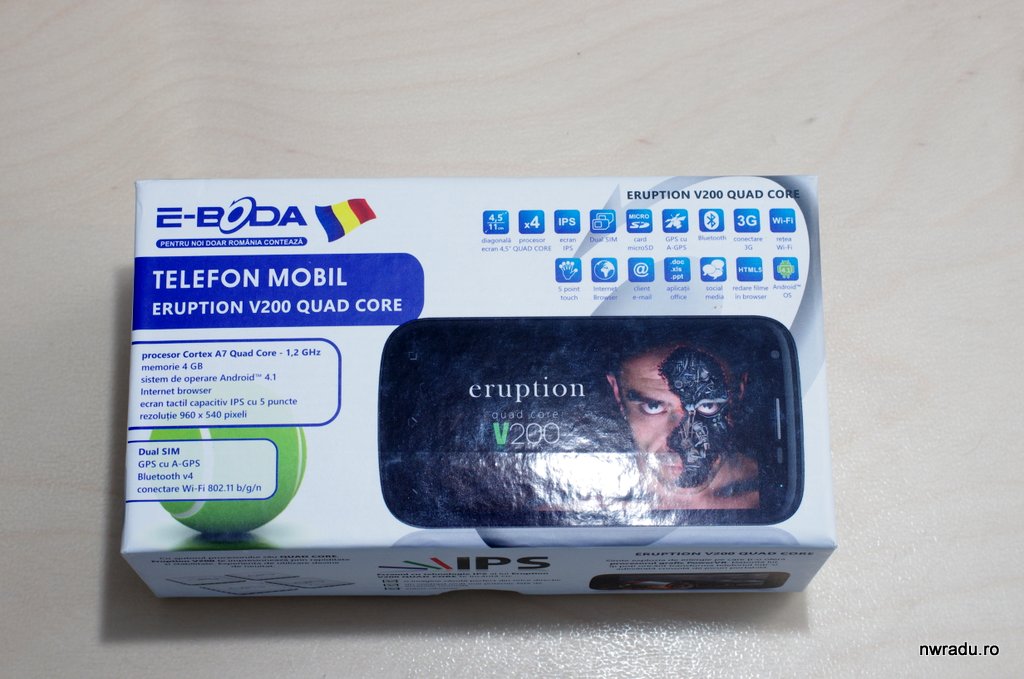 E-BODA
PENTRU NOI DOAR ROMÂNIA CONTEAZĂ
TELEFON MOBIL
ERUPTION V200 QUAD CORE
procesor Cortex A7 Quad Core - 1,2 GHz
memorie 4 GB
sistem de operare Android™ 4.1
Internet browser
ecran tactil capacitiv IPS cu 5 puncte
rezoluție 960 x 540 pixeli
Dual SIM
GPS cu A-GPS
Bluetooth v4
conectare Wi-Fi 802.11 b/g/n
ERUPTION V200 QUAD CORE
4,5" 11cm x4 IPS MICRO SD 3G Wi-Fi
diagonală procesor ecran Dual SIM card GPS cu Bluetooth conectare rețea
ecran 4,5" QUAD CORE IPS microSD A-GPS 3G Wi-Fi
@ .doc .xls .ppt HTML5 4.1
5 point Internet client aplicații social redare filme Android™
touch Browser e-mail office media in browser OS
eruption
quad core
V200
IPS
ERUPTION V200 QUAD CORE
nwradu.ro